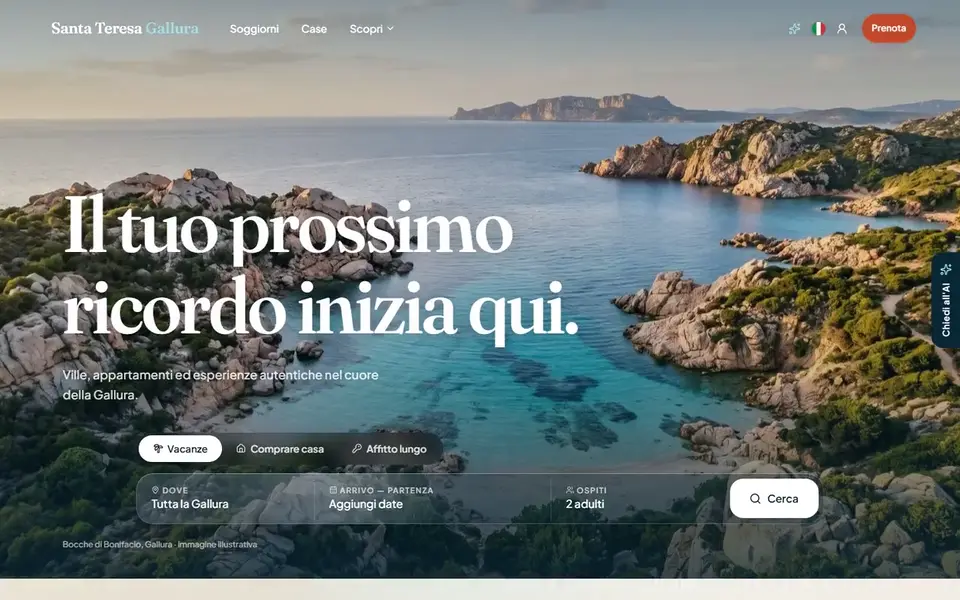 Santa Teresa Gallura
Soggiorni
Case
Scopri
Prenota
Il tuo prossimo
ricordo inizia qui.
Ville, appartamenti ed esperienze autentiche nel cuore
della Gallura.
Chiedi all'AI
Vacanze
Comprare casa
Affitto lungo
DOVE
Tutta la Gallura
ARRIVO — PARTENZA
Aggiungi date
OSPITI
2 adulti
Cerca
Bocche di Bonifacio, Gallura · immagine illustrativa